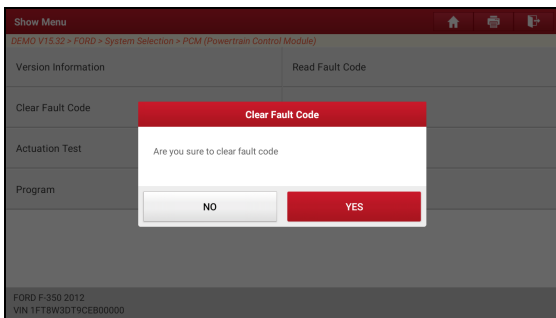 Show Menu
DEMO V15.32 > FORD > System Selection > PCM (Powertrain Control Module)
Version Information
Read Fault Code
Clear Fault Code
Clear Fault Code
Are you sure to clear fault code
Actuation Test
Program
NO
YES
FORD F-350 2012
VIN 1FT8W3DT9CEB00000